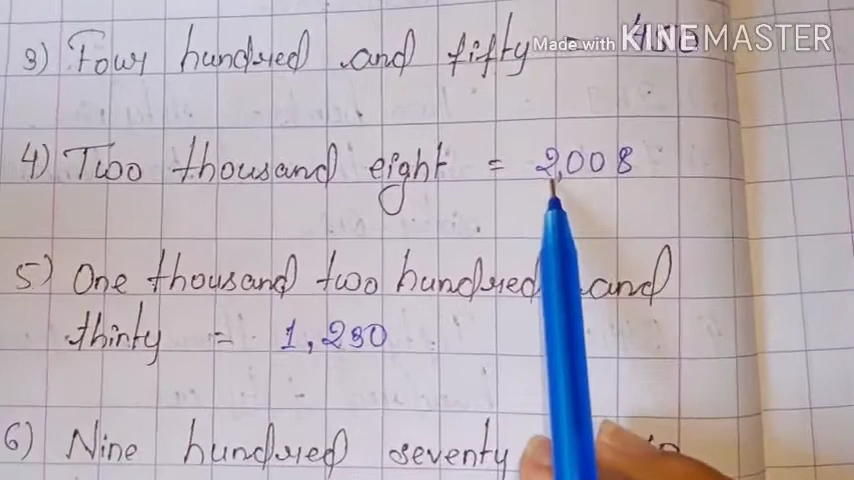 Made with KINEMASTER
3) Four hundred and fifty = 450
4) Two thousand eight = 2,008
5) One thousand two hundred and
thirty = 1,230
6) Nine hundred seventy